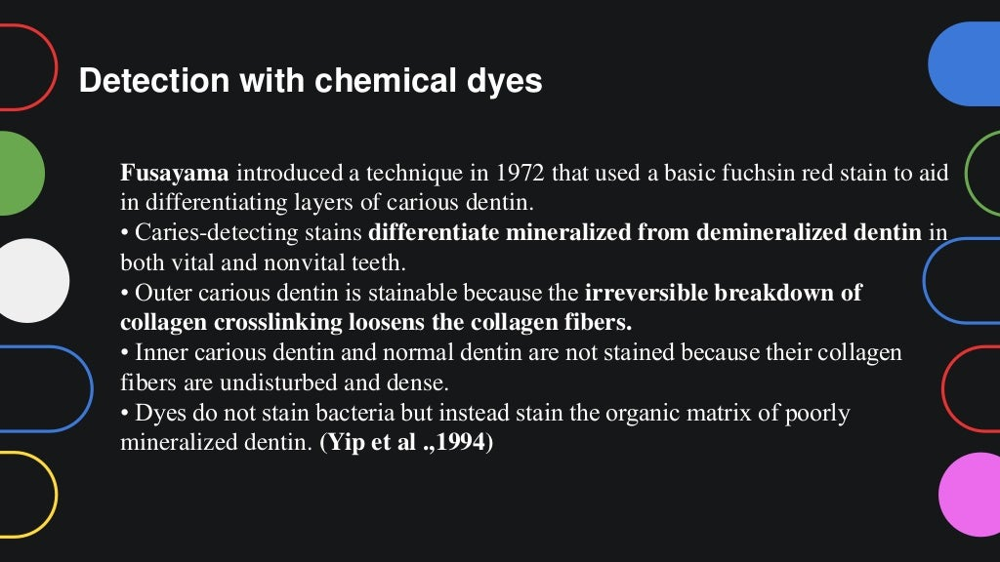 Detection with chemical dyes
Fusayama introduced a technique in 1972 that used a basic fuchsin red stain to aid
in differentiating layers of carious dentin.
• Caries-detecting stains differentiate mineralized from demineralized dentin in
both vital and nonvital teeth.
• Outer carious dentin is stainable because the irreversible breakdown of
collagen crosslinking loosens the collagen fibers.
• Inner carious dentin and normal dentin are not stained because their collagen
fibers are undisturbed and dense.
• Dyes do not stain bacteria but instead stain the organic matrix of poorly
mineralized dentin. (Yip et al .,1994)